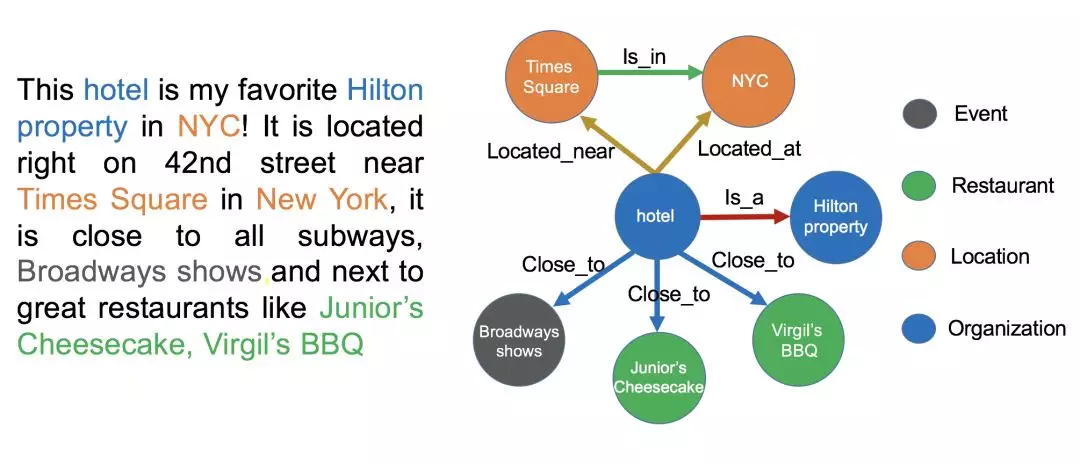 This hotel is my favorite Hilton
property in NYC! It is located
right on 42nd street near
Times Square in New York, it
is close to all subways,
Broadways shows,and next to
great restaurants like Junior's
Cheesecake, Virgil's BBQ
Times
Square
Is_in
NYC
Located_near
Located_at
hotel
Is_a
Hilton
property
Close_to
Close_to
Close_to
Broadways
shows
Junior's
Cheesecake
Virgil's
BBQ
Event
Restaurant
Location
Organization